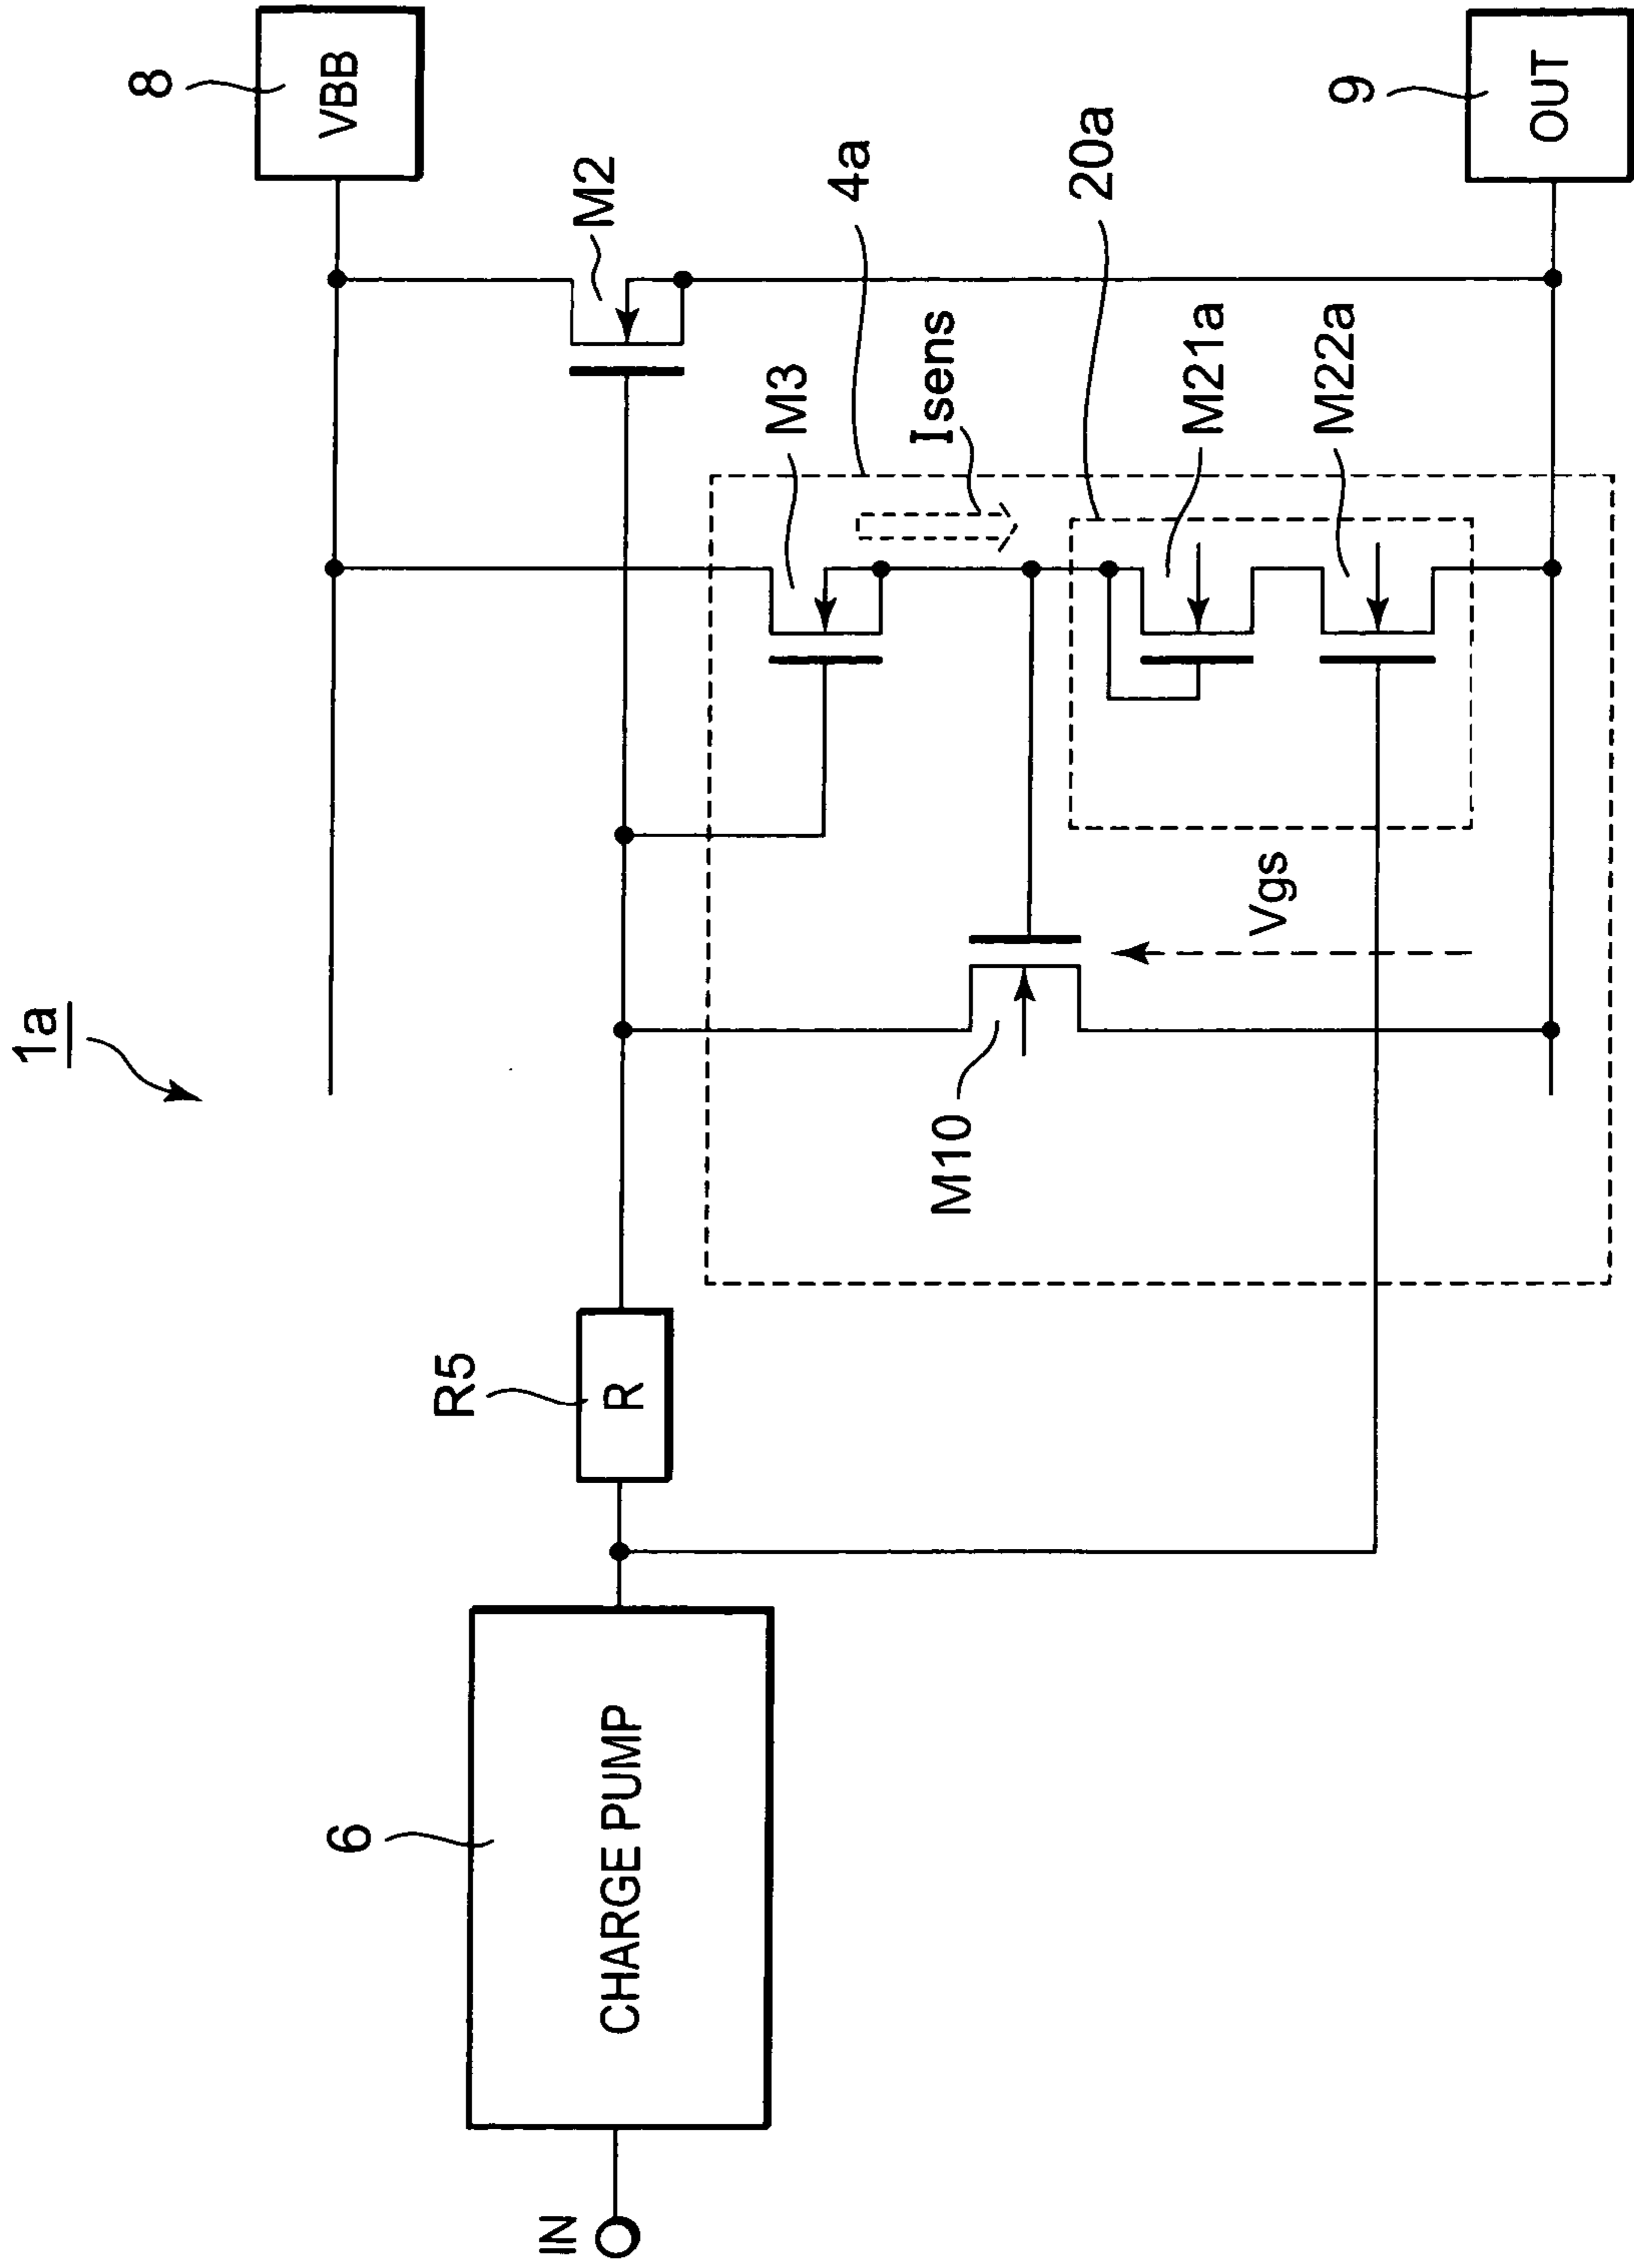 1a
8
VBB
M2
4a
M3
Isens
20a
M21a
M22a
9
OUT
Vgs
M10
R5
R
6
CHARGE PUMP
IN